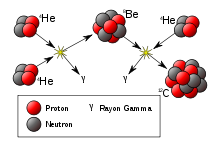 ⁴He
⁸Be
⁴He
⁴He
γ
γ
¹²C
Proton
γ Rayon Gamma
Neutron